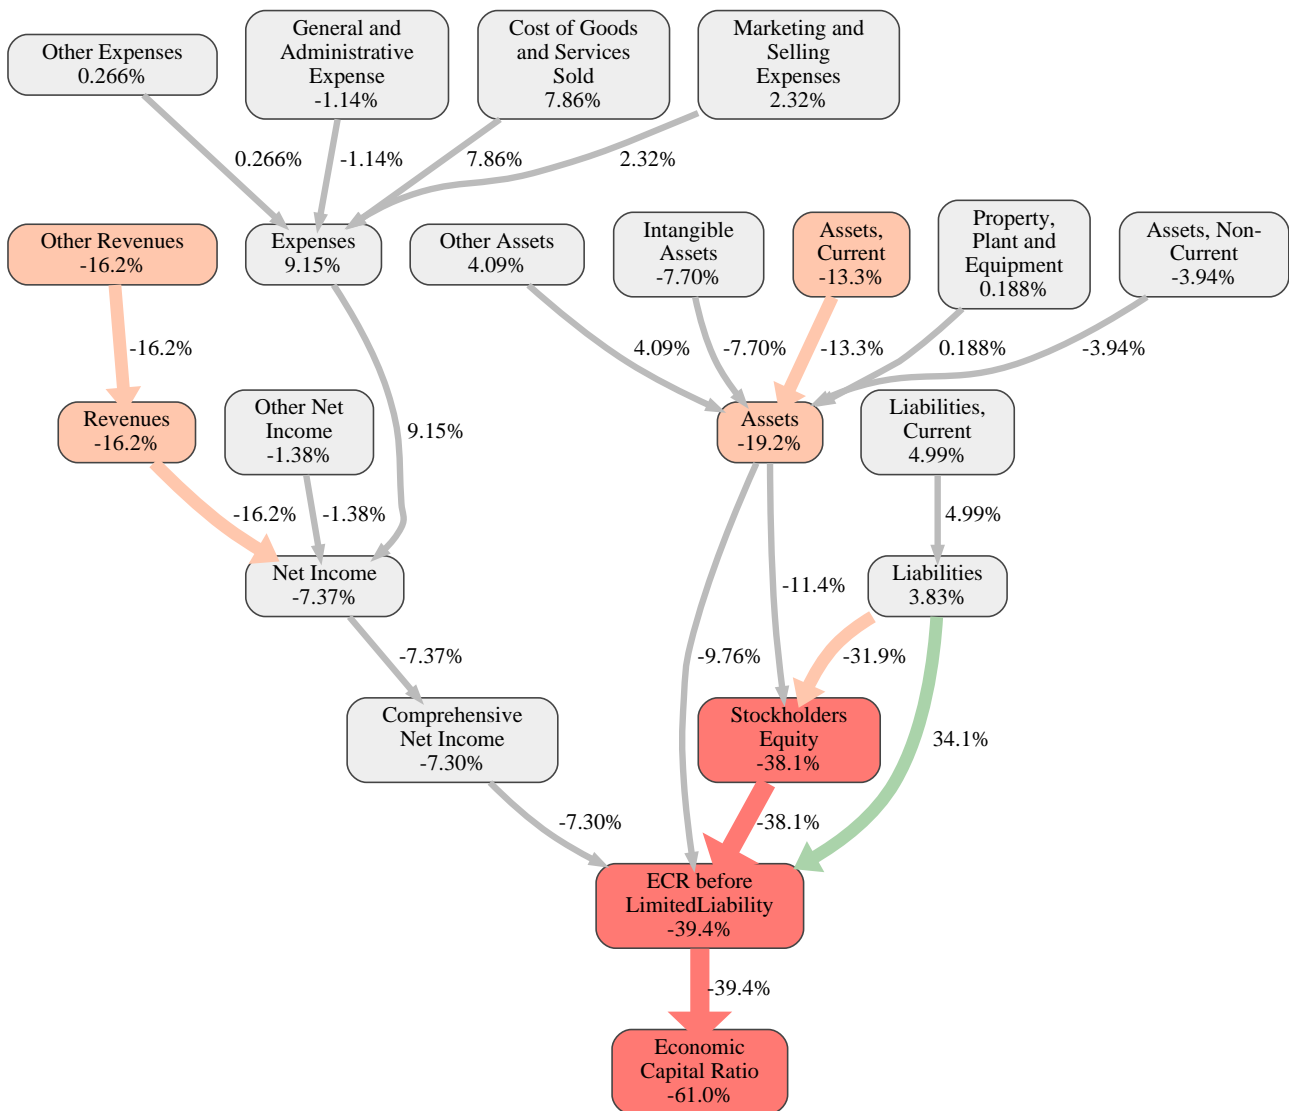 Other Expenses
0.266%
General and
Administrative
Expense
-1.14%
Cost of Goods
and Services
Sold
7.86%
Marketing and
Selling
Expenses
2.32%
0.266%
-1.14%
7.86%
2.32%
Other Revenues
-16.2%
Expenses
9.15%
Other Assets
4.09%
Intangible
Assets
-7.70%
Assets,
Current
-13.3%
Property,
Plant and
Equipment
0.188%
Assets, Non-
Current
-3.94%
-16.2%
4.09%
-7.70%
-13.3%
0.188%
-3.94%
Revenues
-16.2%
Other Net
Income
-1.38%
9.15%
Assets
-19.2%
Liabilities,
Current
4.99%
-16.2%
-1.38%
4.99%
Net Income
-7.37%
-11.4%
Liabilities
3.83%
-7.37%
-9.76%
-31.9%
Comprehensive
Net Income
-7.30%
Stockholders
Equity
-38.1%
34.1%
-7.30%
-38.1%
ECR before
LimitedLiability
-39.4%
-39.4%
Economic
Capital Ratio
-61.0%